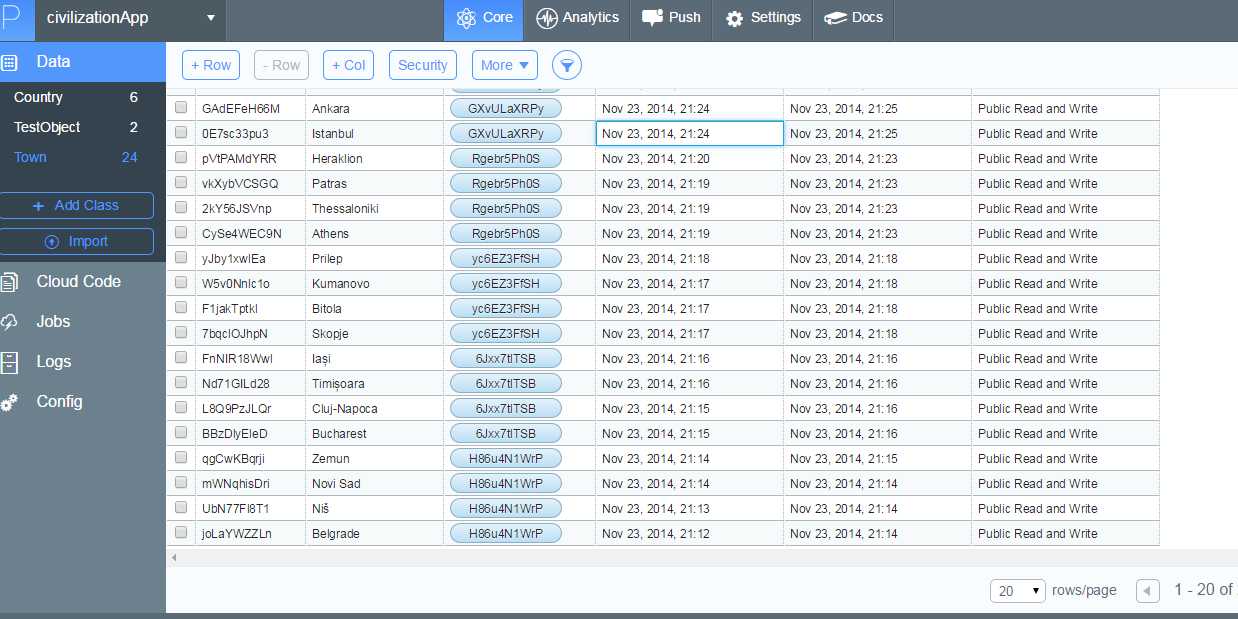 P civilizationApp ▼ Core Analytics Push Settings Docs
Data + Row - Row + Col Security More ▼
Country 6
TestObject 2
Town 24
+ Add Class
Import
Cloud Code
Jobs
Logs
Config
GAdEFeH66M Ankara GXvULaXRPy Nov 23, 2014, 21:24 Nov 23, 2014, 21:25 Public Read and Write
0E7sc33pu3 Istanbul GXvULaXRPy Nov 23, 2014, 21:24 Nov 23, 2014, 21:25 Public Read and Write
pVtPAMdYRR Heraklion Rgebr5Ph0S Nov 23, 2014, 21:20 Nov 23, 2014, 21:23 Public Read and Write
vkXybVCSGQ Patras Rgebr5Ph0S Nov 23, 2014, 21:19 Nov 23, 2014, 21:23 Public Read and Write
2kY56JSVnp Thessaloniki Rgebr5Ph0S Nov 23, 2014, 21:19 Nov 23, 2014, 21:23 Public Read and Write
CySe4WEC9N Athens Rgebr5Ph0S Nov 23, 2014, 21:19 Nov 23, 2014, 21:23 Public Read and Write
yJby1xwIEa Prilep yc6EZ3FfSH Nov 23, 2014, 21:18 Nov 23, 2014, 21:18 Public Read and Write
W5v0NnIc1o Kumanovo yc6EZ3FfSH Nov 23, 2014, 21:17 Nov 23, 2014, 21:18 Public Read and Write
F1jakTptkl Bitola yc6EZ3FfSH Nov 23, 2014, 21:17 Nov 23, 2014, 21:18 Public Read and Write
7bqcIOJhpN Skopje yc6EZ3FfSH Nov 23, 2014, 21:17 Nov 23, 2014, 21:18 Public Read and Write
FnNIR18WwI Iași 6Jxx7tITSB Nov 23, 2014, 21:16 Nov 23, 2014, 21:16 Public Read and Write
Nd71GILd28 Timișoara 6Jxx7tITSB Nov 23, 2014, 21:16 Nov 23, 2014, 21:16 Public Read and Write
L8Q9PzJLQr Cluj-Napoca 6Jxx7tITSB Nov 23, 2014, 21:15 Nov 23, 2014, 21:16 Public Read and Write
BBzDlyEIeD Bucharest 6Jxx7tITSB Nov 23, 2014, 21:15 Nov 23, 2014, 21:16 Public Read and Write
qgCwKBqrji Zemun H86u4N1WrP Nov 23, 2014, 21:14 Nov 23, 2014, 21:15 Public Read and Write
mWNqhisDri Novi Sad H86u4N1WrP Nov 23, 2014, 21:14 Nov 23, 2014, 21:14 Public Read and Write
UbN77FI8T1 Niš H86u4N1WrP Nov 23, 2014, 21:13 Nov 23, 2014, 21:14 Public Read and Write
joLaYWZZLn Belgrade H86u4N1WrP Nov 23, 2014, 21:12 Nov 23, 2014, 21:14 Public Read and Write
20 ▼ rows/page ◀ 1 - 20 of